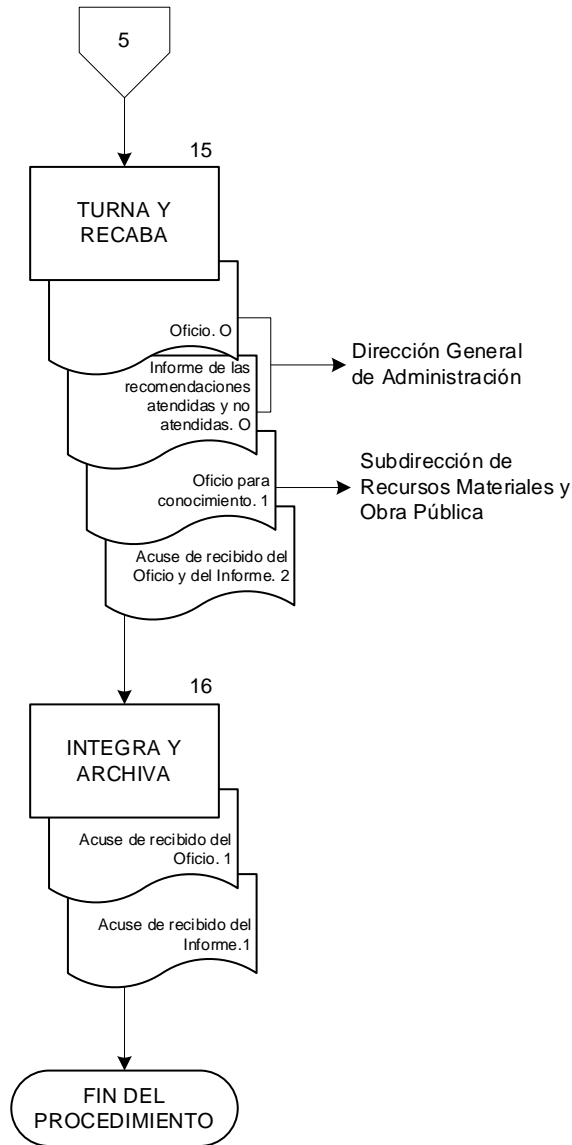 5
15
TURNA Y
RECABA
Oficio. O
Informe de las
recomendaciones
atendidas y no
atendidas. O
Dirección General
de Administración
Oficio para
conocimiento. 1
Subdirección de
Recursos Materiales y
Obra Pública
Acuse de recibido del
Oficio y del Informe. 2
16
INTEGRA Y
ARCHIVA
Acuse de recibido del
Oficio. 1
Acuse de recibido del
Informe.1
FIN DEL
PROCEDIMIENTO